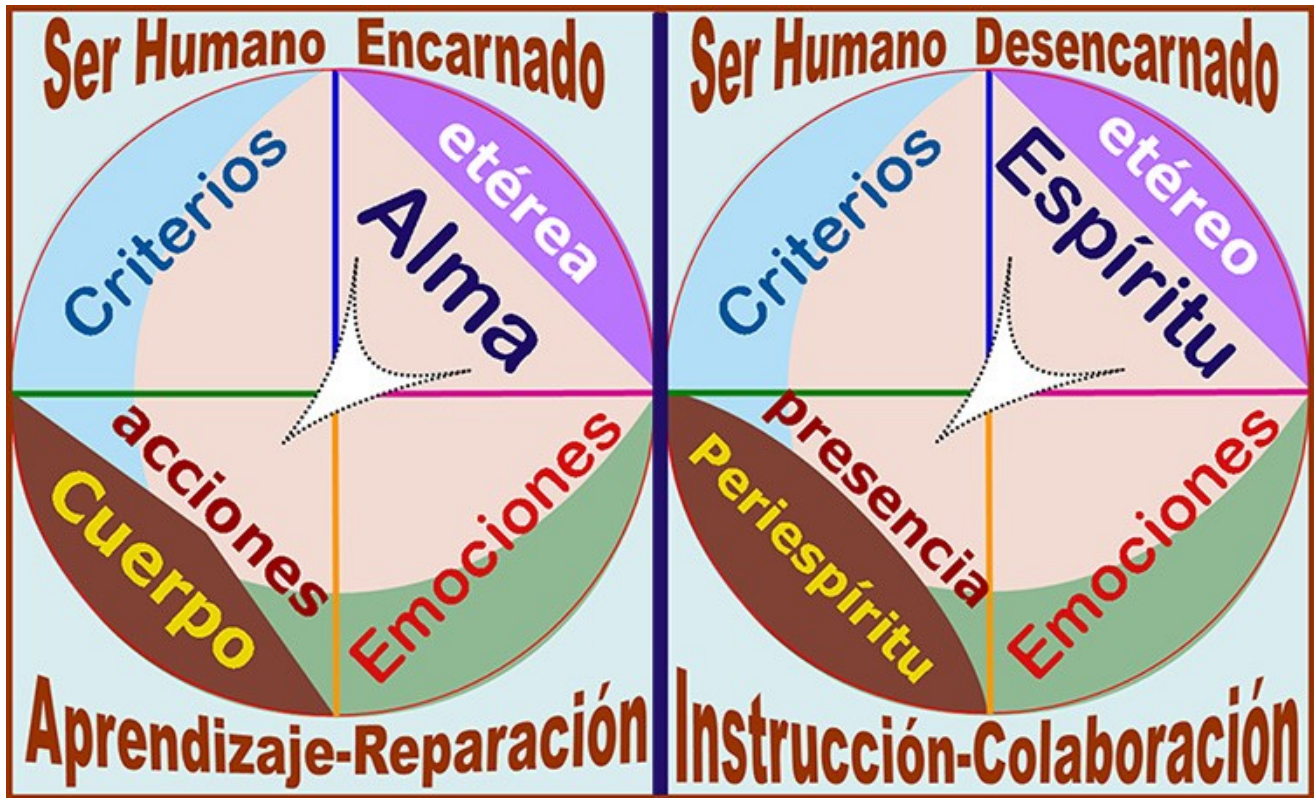 Ser Humano Encarnado
Criterios
etérea
Alma
acciones
Cuerpo
Emociones
Aprendizaje-Reparación
Ser Humano Desencarnado
Criterios
etéreo
Espíritu
presencia
Periespíritu
Emociones
Instrucción-Colaboración